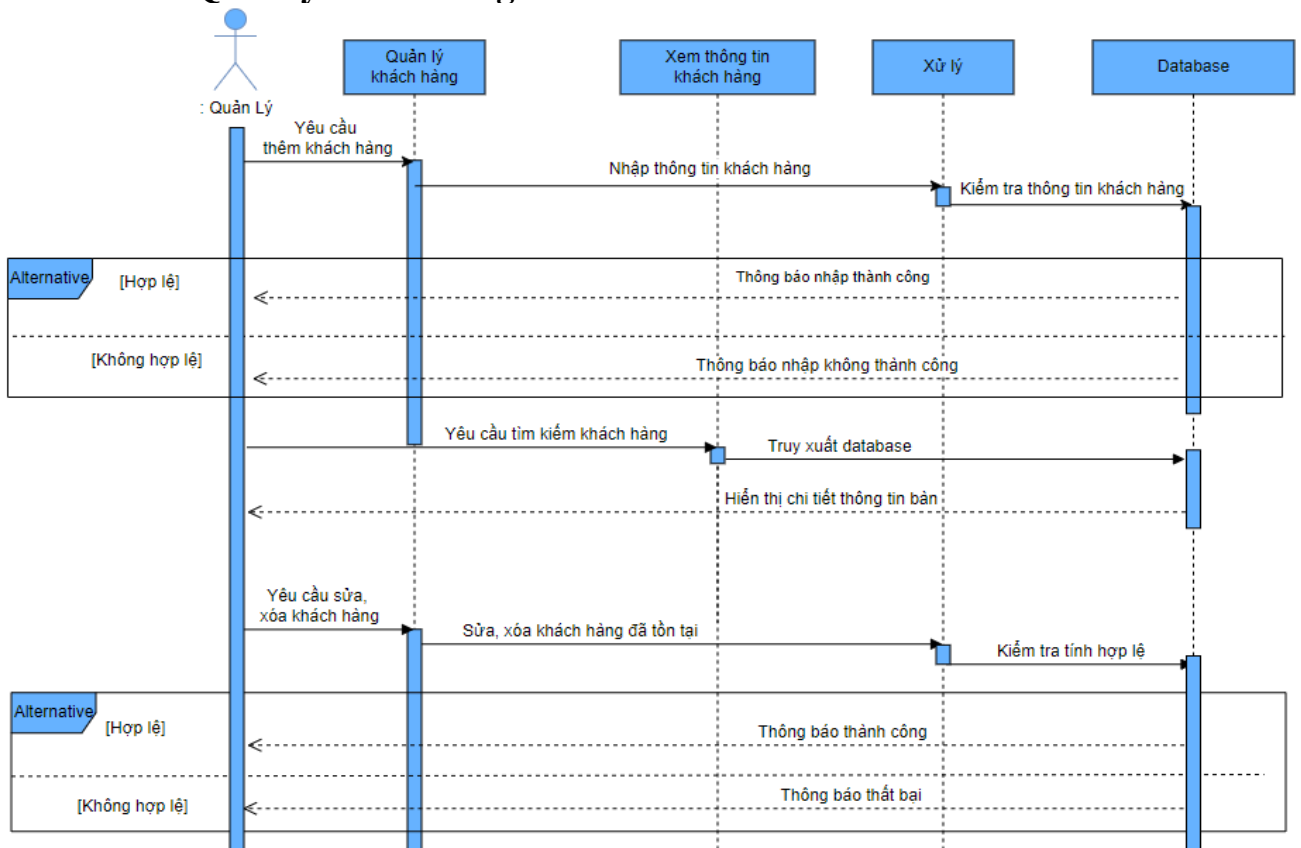 Quản lý
khách hàng
Xem thông tin
khách hàng
Xử lý
Database
: Quản Lý
Yêu cầu
thêm khách hàng
Nhập thông tin khách hàng
Kiểm tra thông tin khách hàng
Alternative
[Hợp lệ]
Thông báo nhập thành công
[Không hợp lệ]
Thông báo nhập không thành công
Yêu cầu tìm kiếm khách hàng
Truy xuất database
Hiển thị chi tiết thông tin bản
Yêu cầu sửa,
xóa khách hàng
Sửa, xóa khách hàng đã tồn tại
Kiểm tra tính hợp lệ
Alternative
[Hợp lệ]
Thông báo thành công
[Không hợp lệ]
Thông báo thất bại